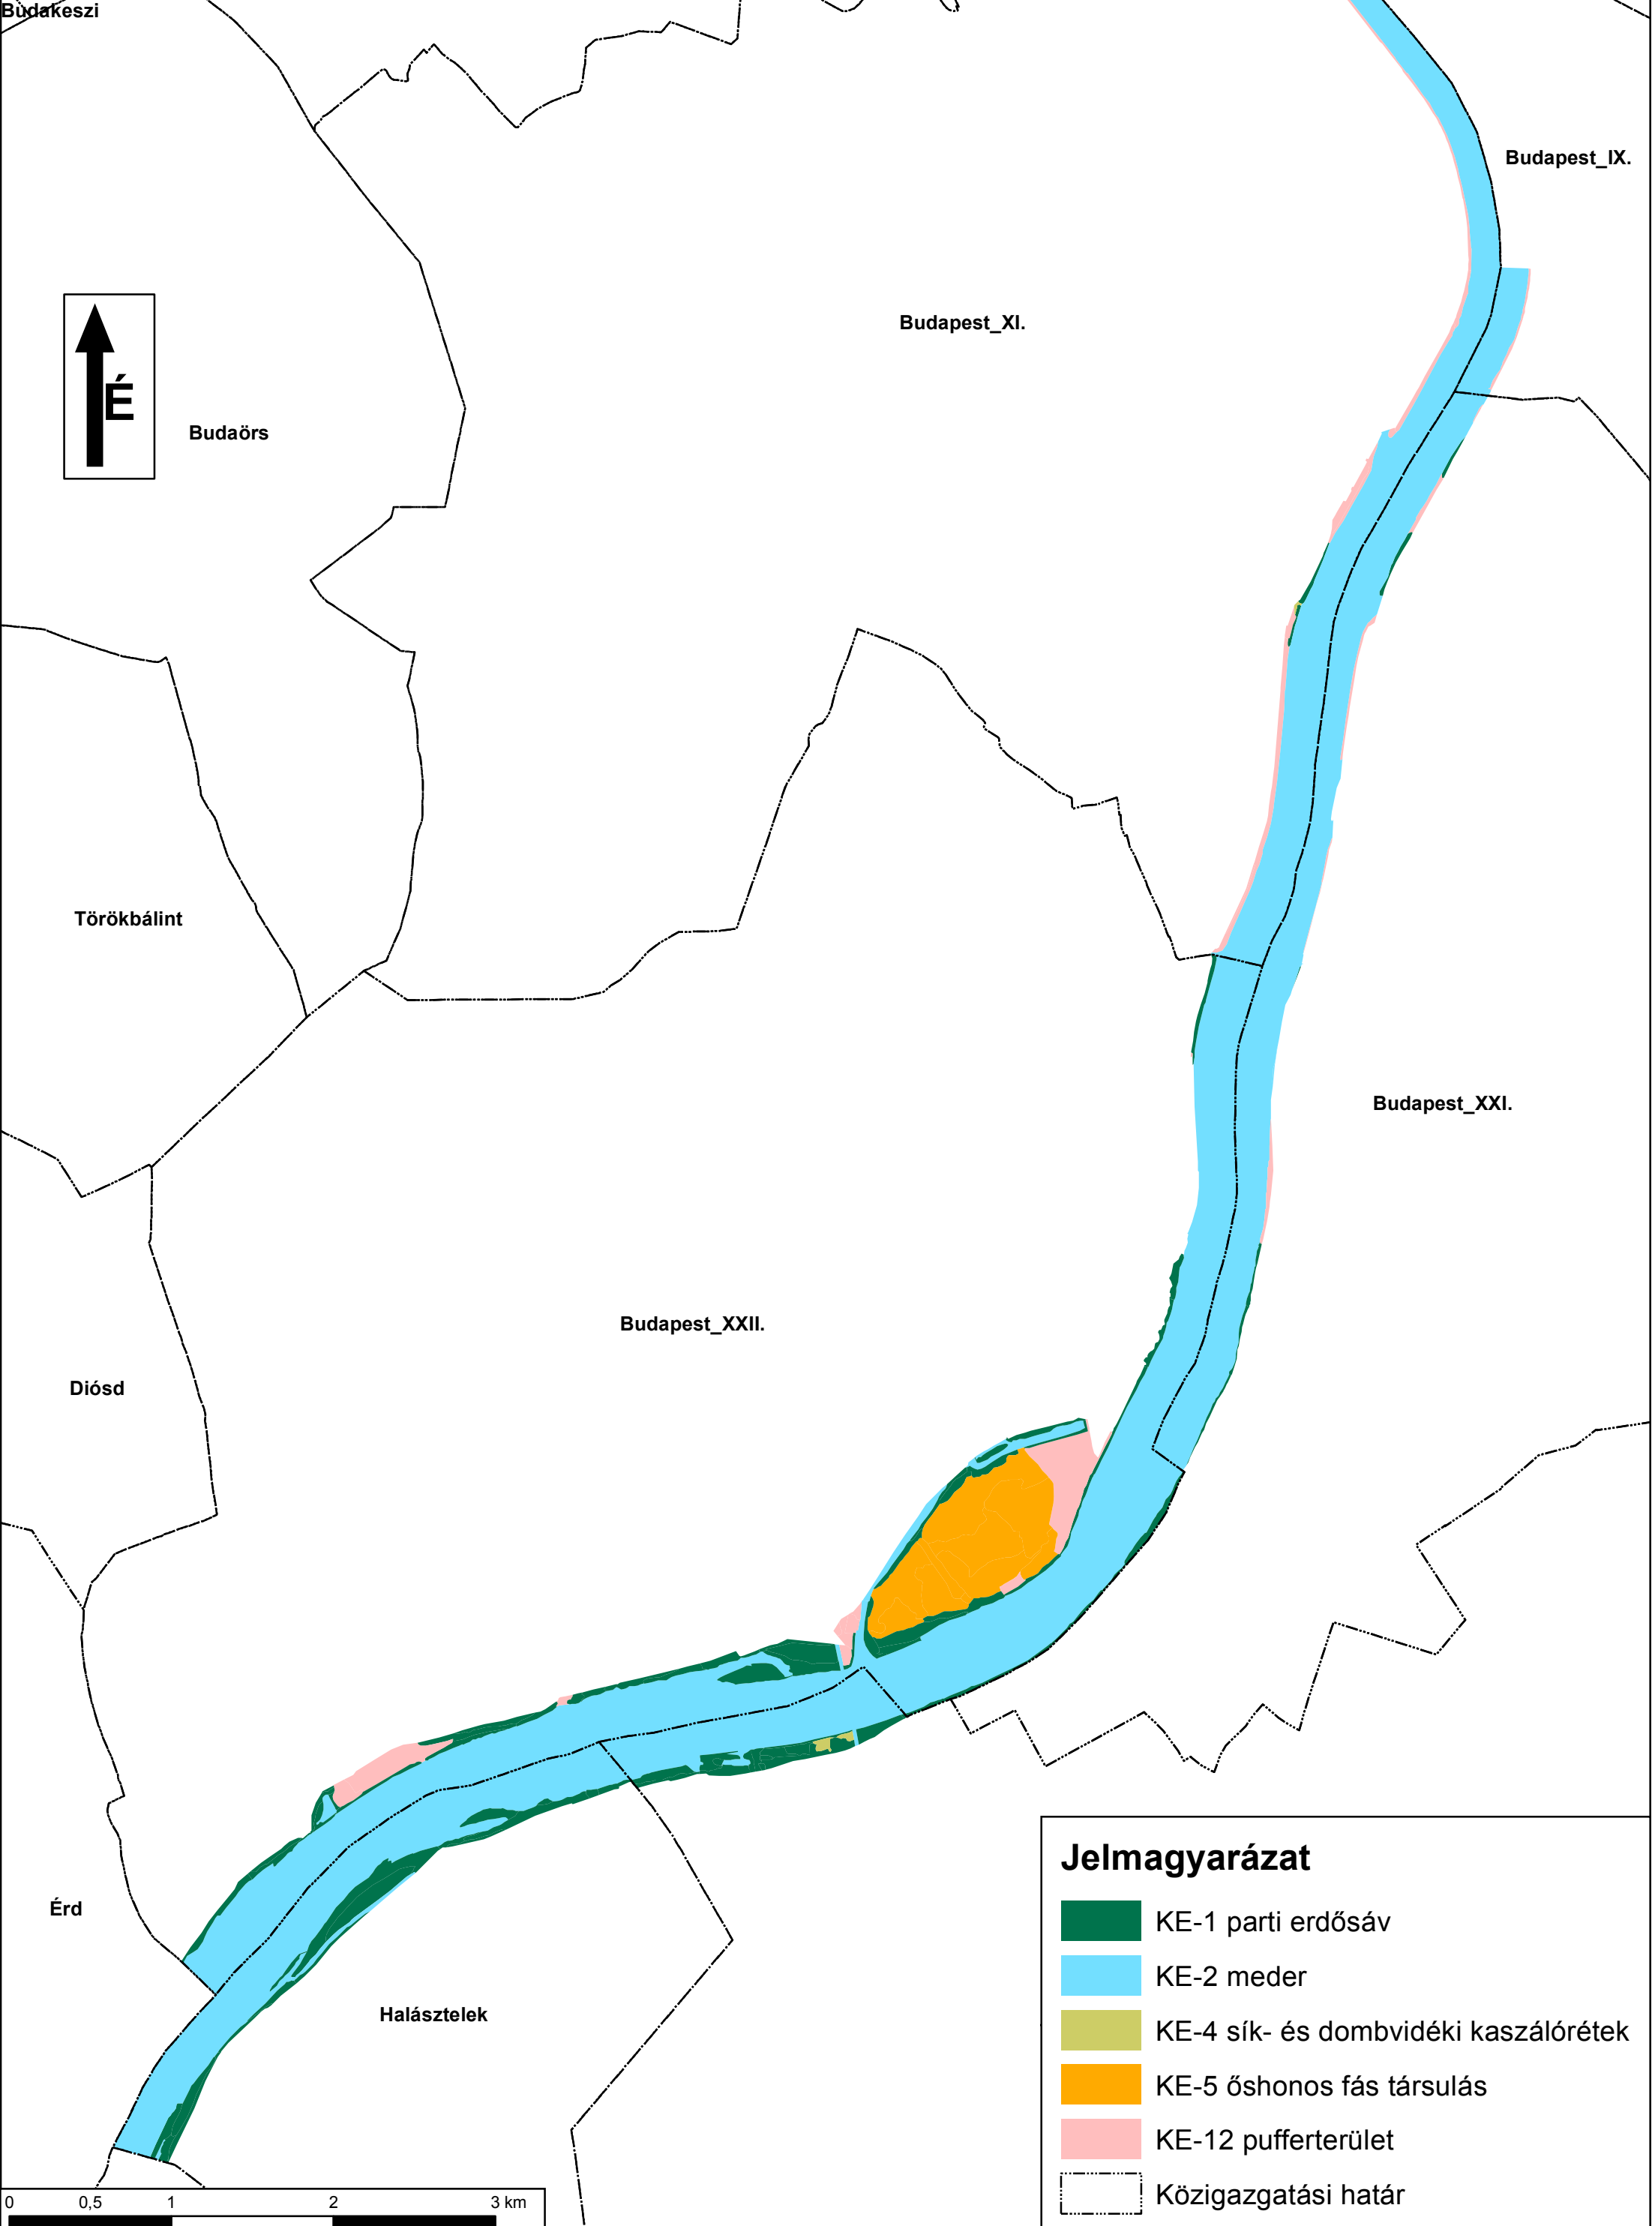 Budakeszi
Budapest_IX.
Budapest_XI.
É
Budaörs
Törökbálint
Budapest_XXI.
Budapest_XXII.
Diósd
Érd
Halásztelek
Jelmagyarázat
KE-1 parti erdősáv
KE-2 meder
KE-4 sík- és dombvidéki kaszálórétek
KE-5 őshonos fás társulás
KE-12 pufferterület
Közigazgatási határ
0 0,5 1 2 3 km